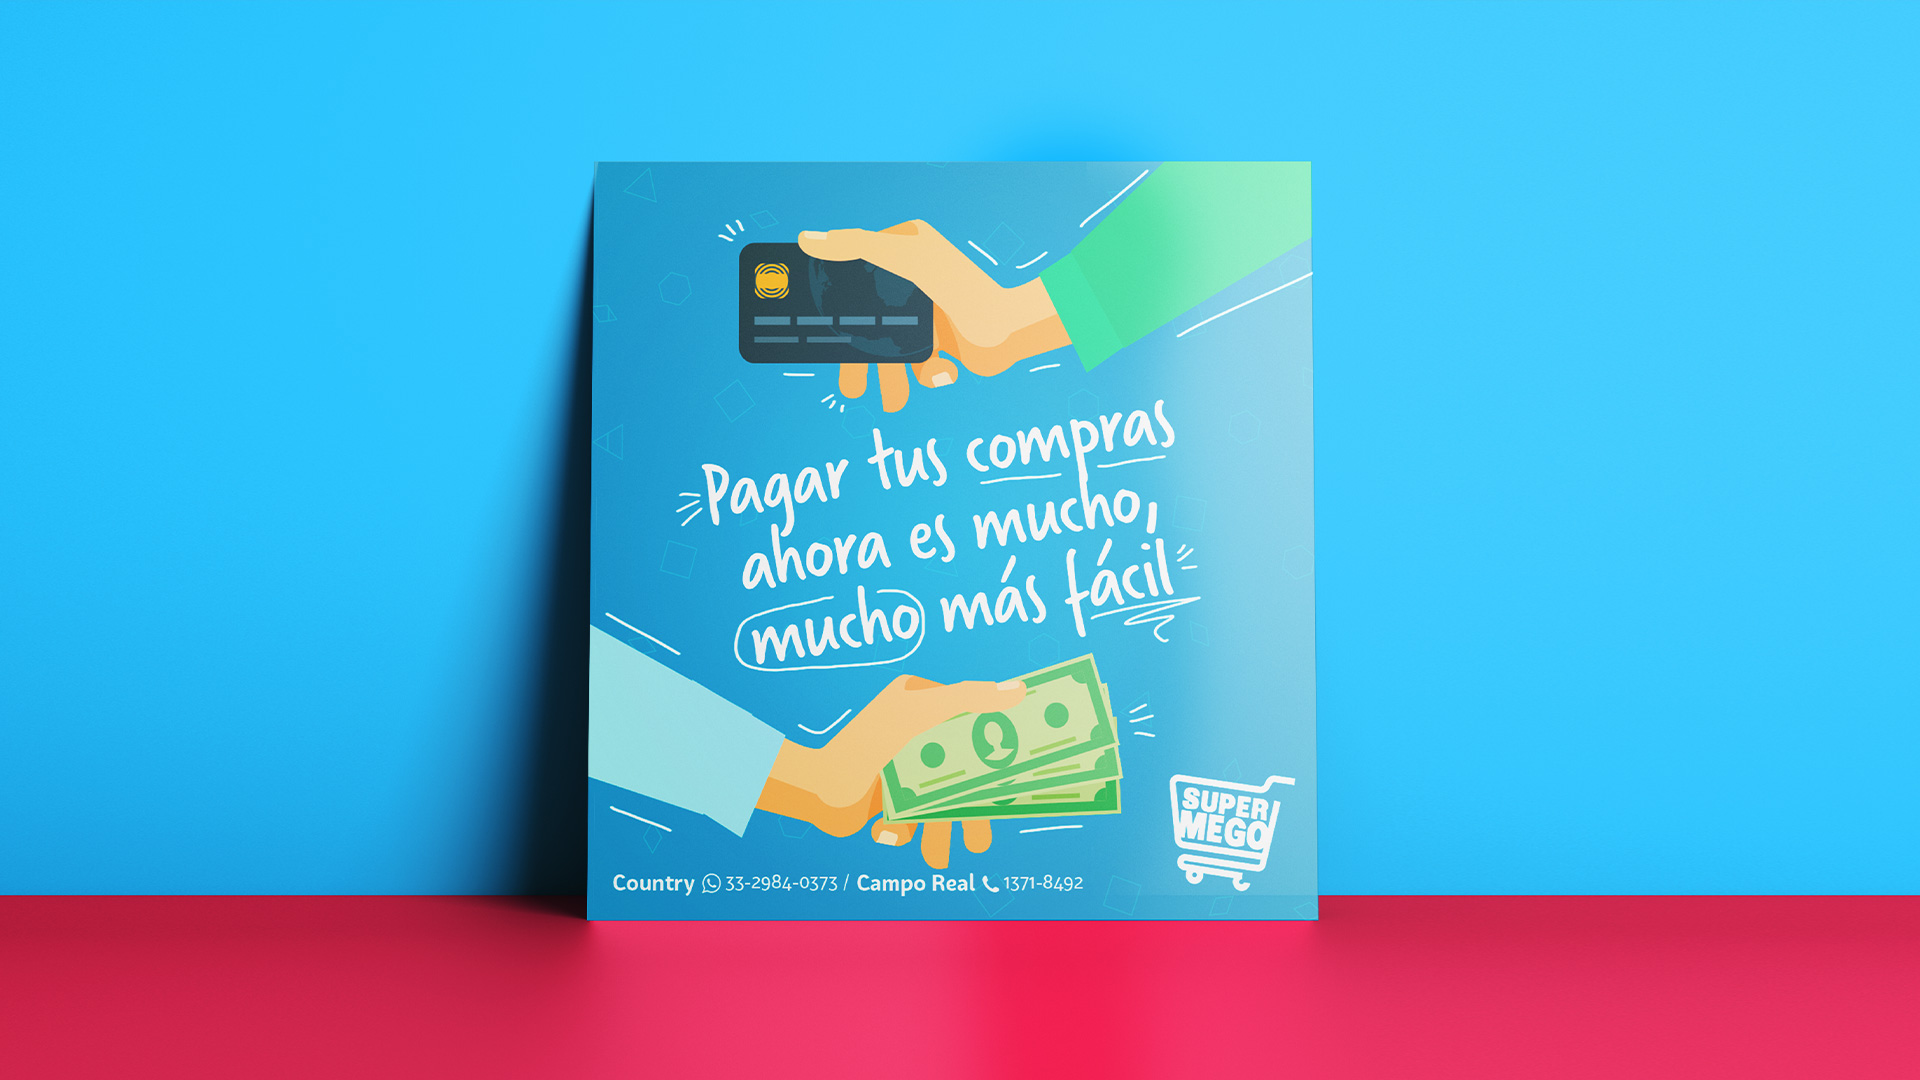 Pagar tus compras
ahora es mucho,
mucho más fácil
SUPER
MEGO
Country 33-2984-0373 / Campo Real 1371-8492